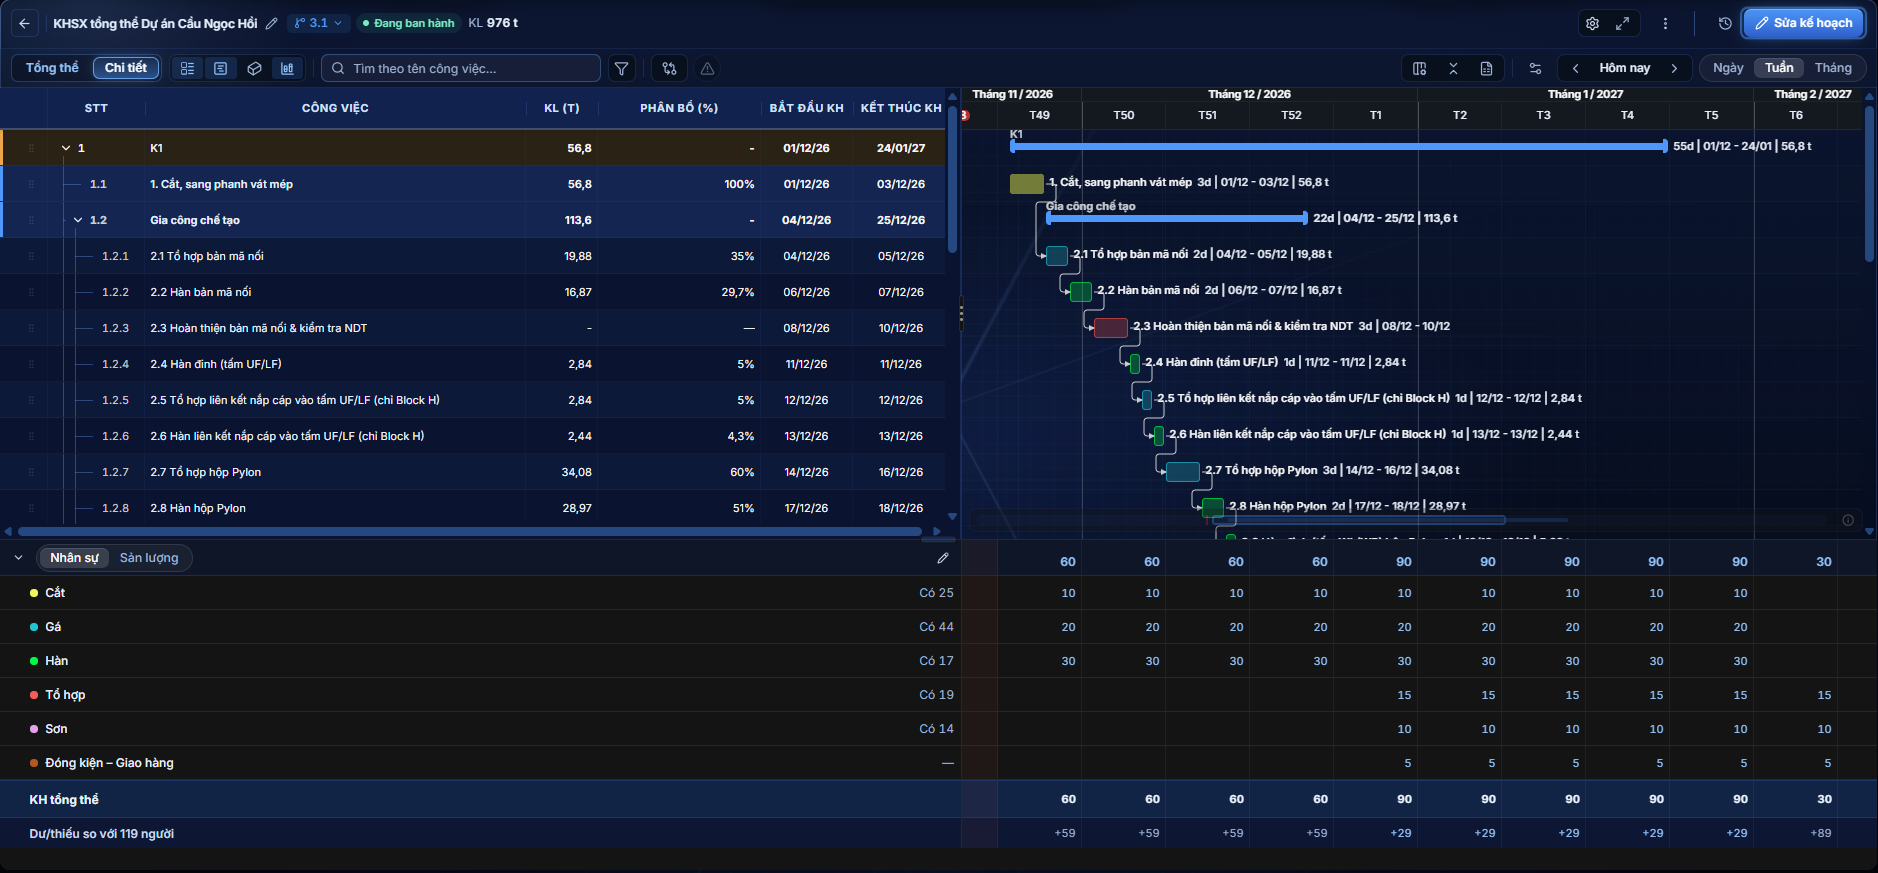 KHSX tổng thể Dự án Cầu Ngọc Hồi 3.1 Đang ban hành KL 976 t Sửa kế hoạch
Tổng thể Chi tiết Tìm theo tên công việc... Hôm nay Ngày Tuần Tháng
STT CÔNG VIỆC KL (T) PHÂN BỔ (%) BẮT ĐẦU KH KẾT THÚC KH
1 K1 56,8 - 01/12/26 24/01/27
1.1 1. Cắt, sang phanh vát mép 56,8 100% 01/12/26 03/12/26
1.2 Gia công chế tạo 113,6 - 04/12/26 25/12/26
1.2.1 2.1 Tổ hợp bản mã nối 19,88 35% 04/12/26 05/12/26
1.2.2 2.2 Hàn bản mã nối 16,87 29,7% 06/12/26 07/12/26
1.2.3 2.3 Hoàn thiện bản mã nối & kiểm tra NDT - — 08/12/26 10/12/26
1.2.4 2.4 Hàn đinh (tấm UF/LF) 2,84 5% 11/12/26 11/12/26
1.2.5 2.5 Tổ hợp liên kết nắp cáp vào tấm UF/LF (chỉ Block H) 2,84 5% 12/12/26 12/12/26
1.2.6 2.6 Hàn liên kết nắp cáp vào tấm UF/LF (chỉ Block H) 2,44 4,3% 13/12/26 13/12/26
1.2.7 2.7 Tổ hợp hộp Pylon 34,08 60% 14/12/26 16/12/26
1.2.8 2.8 Hàn hộp Pylon 28,97 51% 17/12/26 18/12/26
Tháng 11 / 2026 Tháng 12 / 2026 Tháng 1 / 2027 Tháng 2 / 2027
T49 T50 T51 T52 T1 T2 T3 T4 T5 T6
K1
55d | 01/12 - 24/01 | 56,8 t
1. Cắt, sang phanh vát mép 3d | 01/12 - 03/12 | 56,8 t
Gia công chế tạo
22d | 04/12 - 25/12 | 113,6 t
2.1 Tổ hợp bản mã nối 2d | 04/12 - 05/12 | 19,88 t
2.2 Hàn bản mã nối 2d | 06/12 - 07/12 | 16,87 t
2.3 Hoàn thiện bản mã nối & kiểm tra NDT 3d | 08/12 - 10/12
2.4 Hàn đinh (tấm UF/LF) 1d | 11/12 - 11/12 | 2,84 t
2.5 Tổ hợp liên kết nắp cáp vào tấm UF/LF (chỉ Block H) 1d | 12/12 - 12/12 | 2,84 t
2.6 Hàn liên kết nắp cáp vào tấm UF/LF (chỉ Block H) 1d | 13/12 - 13/12 | 2,44 t
2.7 Tổ hợp hộp Pylon 3d | 14/12 - 16/12 | 34,08 t
2.8 Hàn hộp Pylon 2d | 17/12 - 18/12 | 28,97 t
Nhân sự Sản lượng 60 60 60 60 90 90 90 90 90 30
Cắt Có 25 10 10 10 10 10 10 10 10 10
Gá Có 44 20 20 20 20 20 20 20 20 20
Hàn Có 17 30 30 30 30 30 30 30 30 30
Tổ hợp Có 19 15 15 15 15 15 15
Sơn Có 14 10 10 10 10 10 10
Đóng kiện – Giao hàng — 5 5 5 5 5 5
KH tổng thể 60 60 60 60 90 90 90 90 90 30
Dư/thiếu so với 119 người +59 +59 +59 +59 +29 +29 +29 +29 +29 +89